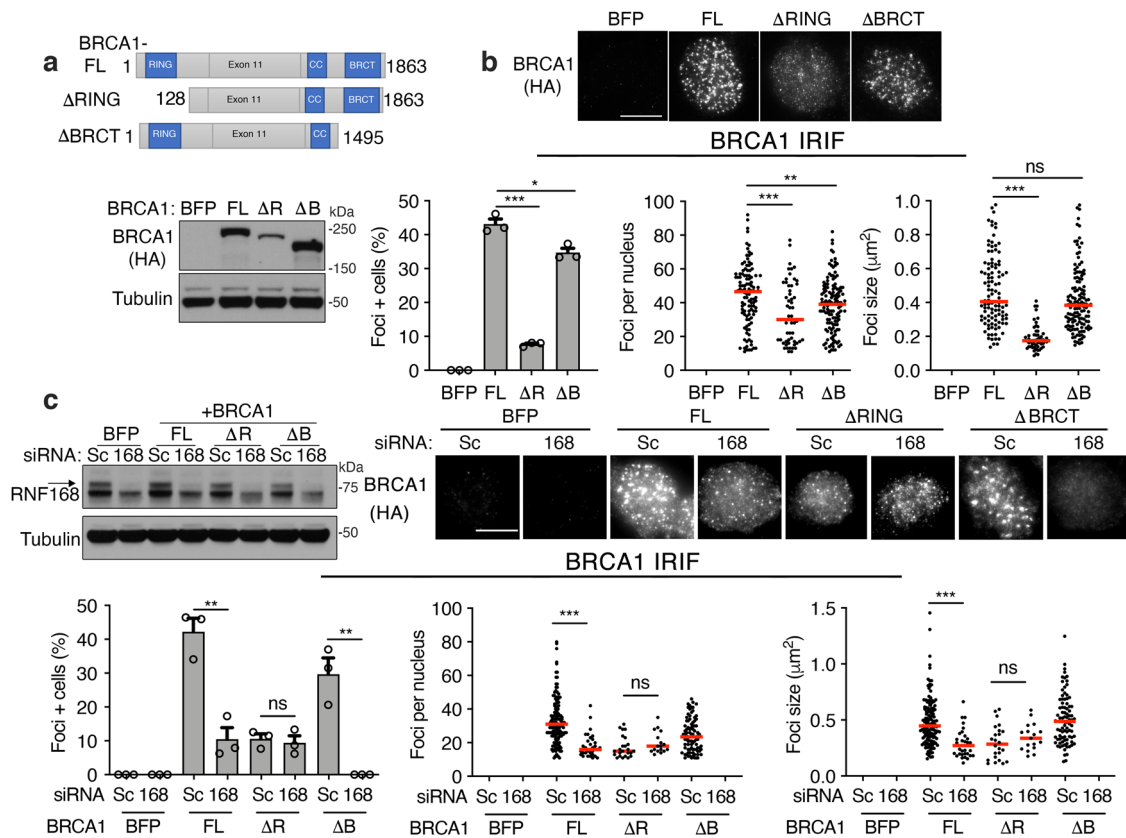 a
BRCA1-
FL 1 RING Exon 11 CC BRCT 1863
ΔRING 128 Exon 11 CC BRCT 1863
ΔBRCT 1 RING Exon 11 CC 1495
BRCA1: BFP FL ΔR ΔB kDa
BRCA1
(HA)
-250
-150
Tubulin
-50
b
BFP FL ΔRING ΔBRCT
BRCA1
(HA)
BRCA1 IRIF
Foci + cells (%)
50
40
30
20
10
0
*
***
BFP FL ΔR ΔB
Foci per nucleus
100
80
60
40
20
0
**
***
BFP FL ΔR ΔB
Foci size (μm²)
1.0
0.8
0.6
0.4
0.2
0.0
ns
***
BFP FL ΔR ΔB
c
+BRCA1
BFP FL ΔR ΔB
siRNA: Sc 168 Sc 168 Sc 168 Sc 168
kDa
RNF168
-75
Tubulin
-50
BFP FL ΔRING Δ BRCT
siRNA: Sc 168 Sc 168 Sc 168 Sc 168
BRCA1
(HA)
BRCA1 IRIF
Foci + cells (%)
50
40
30
20
10
0
**
ns
**
siRNA Sc 168 Sc 168 Sc 168 Sc 168
BRCA1 BFP FL ΔR ΔB
Foci per nucleus
100
80
60
40
20
0
***
ns
siRNA Sc 168 Sc 168 Sc 168 Sc 168
BRCA1 BFP FL ΔR ΔB
Foci size (μm²)
1.5
1.0
0.5
0.0
***
ns
siRNA Sc 168 Sc 168 Sc 168 Sc 168
BRCA1 BFP FL ΔR ΔB